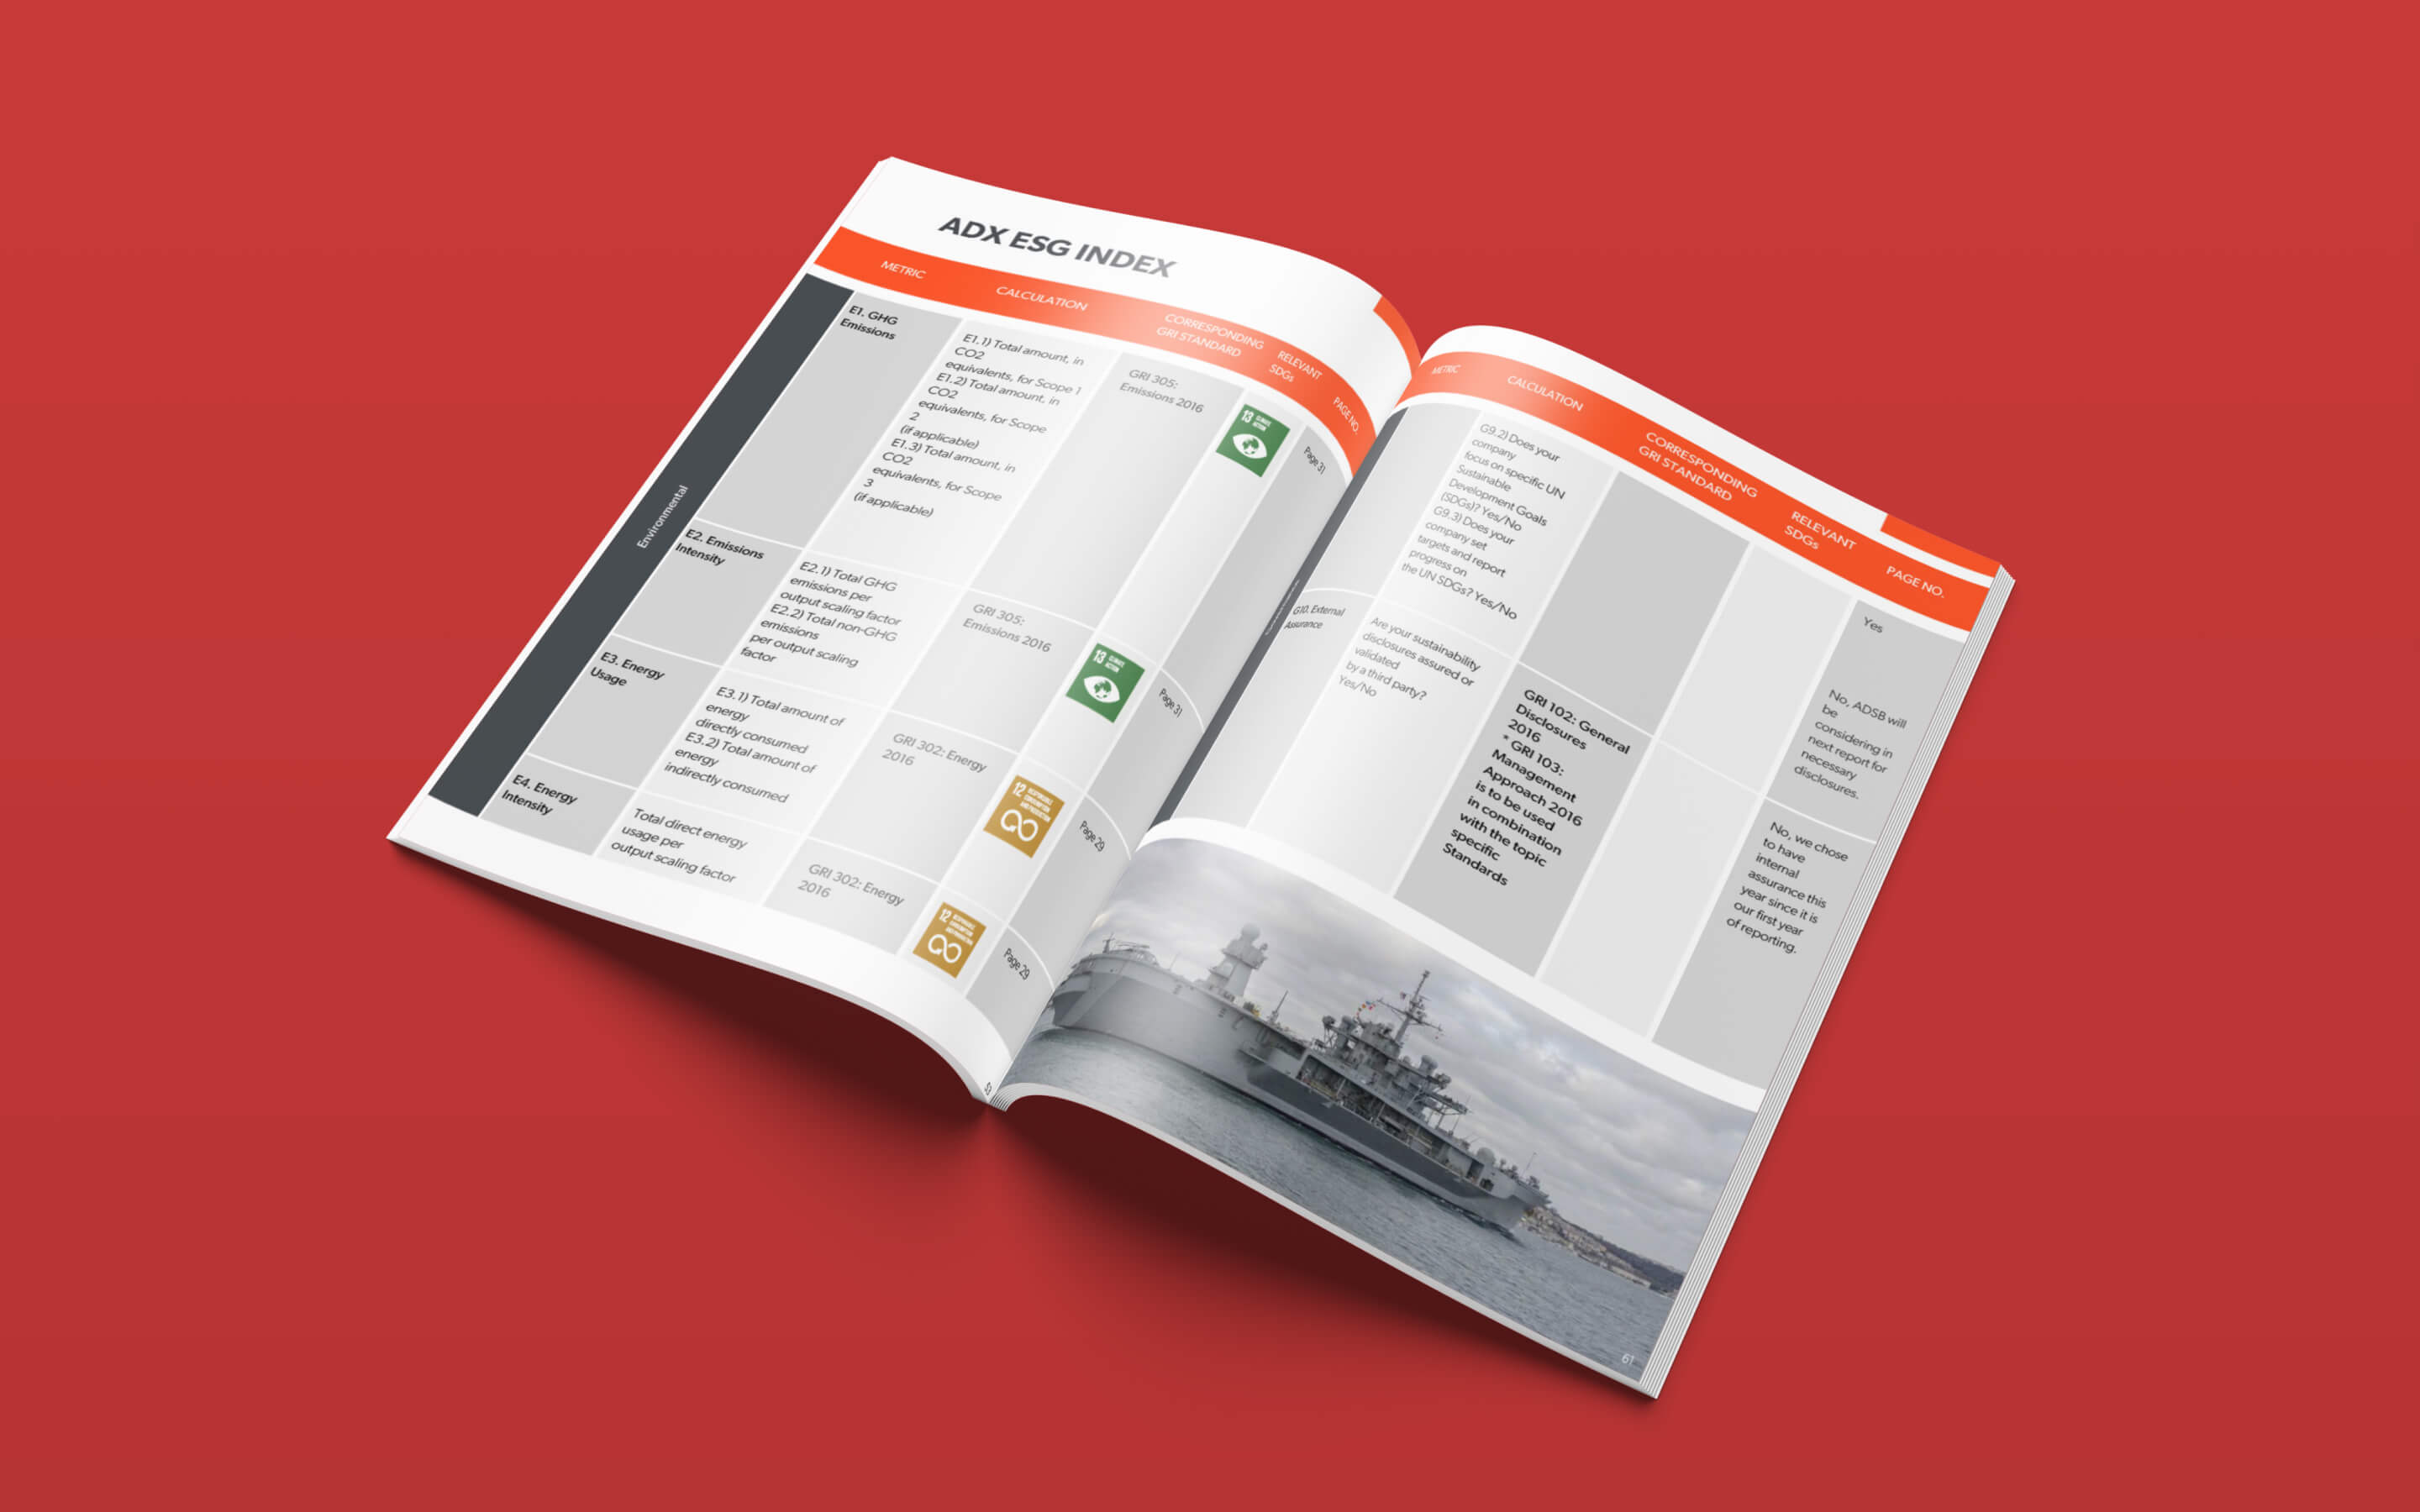 ADX ESG INDEX
METRIC
CALCULATION
CORRESPONDING
GRI STANDARD
RELEVANT
SDGs
PAGE NO.
Environmental
E1. GHG
Emissions
E1.1) Total amount, in
CO2
equivalents, for Scope 1
E1.2) Total amount, in
CO2
equivalents, for Scope
2
(if applicable)
E1.3) Total amount, in
CO2
equivalents, for Scope
3
(if applicable)
GRI 305:
Emissions 2016
13 CLIMATE
ACTION
Page 31
E2. Emissions
Intensity
E2.1) Total GHG
emissions per
output scaling factor
E2.2) Total non-GHG
emissions
per output scaling
factor
GRI 305:
Emissions 2016
13 CLIMATE
ACTION
Page 31
E3. Energy
Usage
E3.1) Total amount of
energy
directly consumed
E3.2) Total amount of
energy
indirectly consumed
GRI 302: Energy
2016
12 RESPONSIBLE
CONSUMPTION
AND PRODUCTION
Page 29
E4. Energy
Intensity
Total direct energy
usage per
output scaling factor
GRI 302: Energy
2016
12 RESPONSIBLE
CONSUMPTION
AND PRODUCTION
Page 29
53
METRIC
CALCULATION
CORRESPONDING
GRI STANDARD
RELEVANT
SDGs
PAGE NO.
G9.2) Does your
company
focus on specific UN
Sustainable
Development Goals
(SDGs)? Yes/No
G9.3) Does your
company set
targets and report
progress on
the UN SDGs? Yes/No
Yes
No, ADSB will
be
considering in
next report for
necessary
disclosures.
G10. External
Assurance
Are your sustainability
disclosures assured or
validated
by a third party?
Yes/No
GRI 102: General
Disclosures
2016
* GRI 103:
Management
Approach 2016
is to be used
in combination
with the topic
specific
Standards
No, we chose
to have
internal
assurance this
year since it is
our first year
of reporting.
61